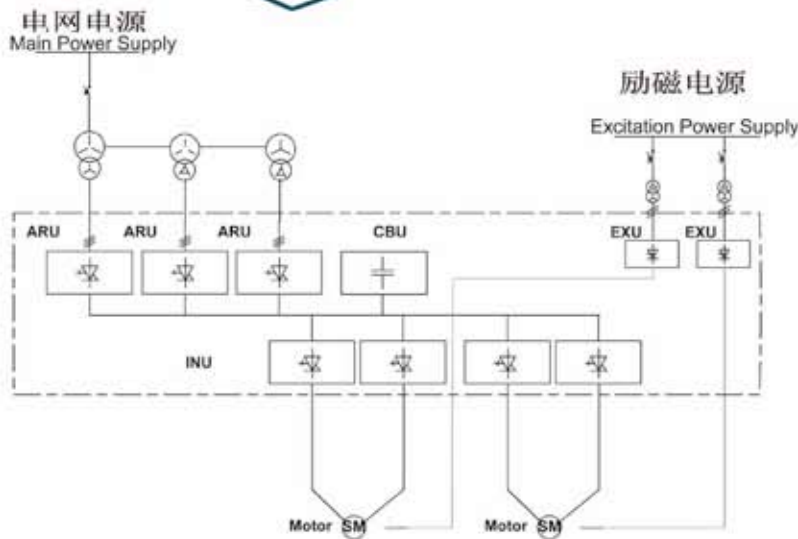 电网电源
Main Power Supply
励磁电源
Excitation Power Supply
ARU
ARU
ARU
CBU
EXU
EXU
INU
Motor
SM
Motor
SM